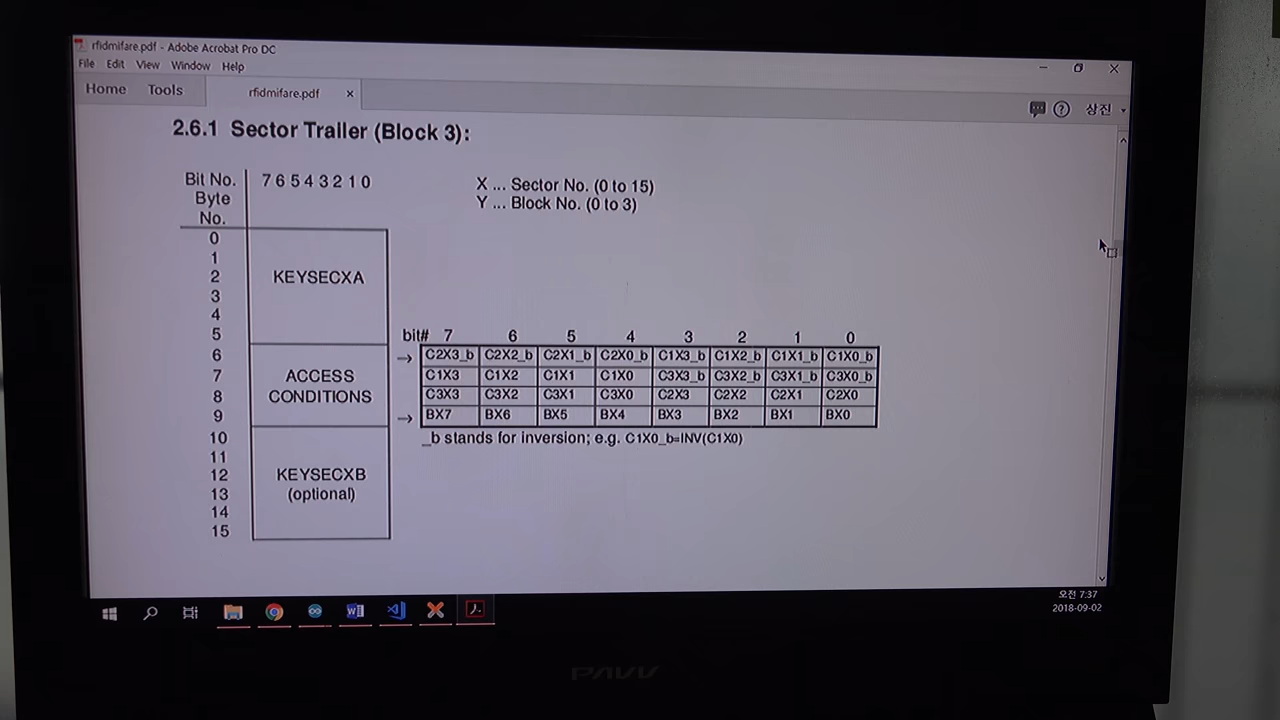 rfidmifare.pdf - Adobe Acrobat Pro DC
File Edit View Window Help
Home Tools rfidmifare.pdf × 상진
2.6.1 Sector Trailer (Block 3):
Bit No. 7 6 5 4 3 2 1 0
Byte
No.
X ... Sector No. (0 to 15)
Y ... Block No. (0 to 3)
0
1
2 KEYSECXA
3
4
5 bit# 7 6 5 4 3 2 1 0
6 → C2X3_b C2X2_b C2X1_b C2X0_b C1X3_b C1X2_b C1X1_b C1X0_b
7 ACCESS C1X3 C1X2 C1X1 C1X0 C3X3_b C3X2_b C3X1_b C3X0_b
8 CONDITIONS C3X3 C3X2 C3X1 C3X0 C2X3 C2X2 C2X1 C2X0
9 → BX7 BX6 BX5 BX4 BX3 BX2 BX1 BX0
10 _b stands for inversion; e.g. C1X0_b=INV(C1X0)
11
12 KEYSECXB
13 (optional)
14
15
오전 7:37
2018-09-02
PAVV